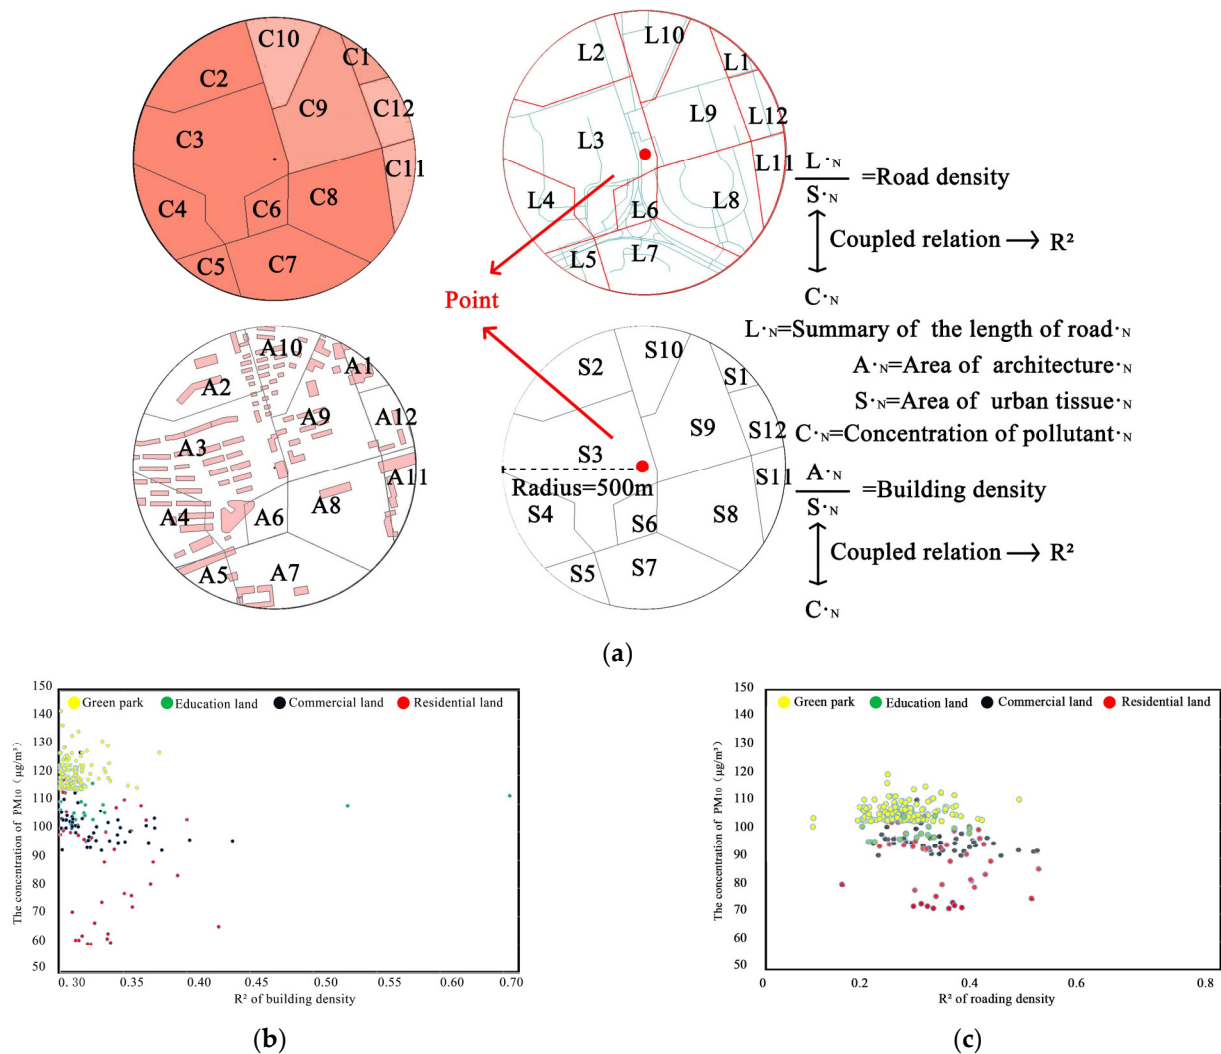 C10
C1
C2
C9
C12
C3
C11
C8
C4
C6
C5
C7
L10
L2
L1
L9
L12
L3
L11
L8
L4
L6
L5
L7
L·N
S·N
=Road density
Coupled relation → R²
C·N
Point
L·N=Summary of the length of road·N
A·N=Area of architecture·N
S·N=Area of urban tissue·N
C·N=Concentration of pollutant·N
A10
A1
A2
A9
A12
A3
A11
A8
A4
A6
A5
A7
S10
S2
S1
S9
S12
S3
S11
Radius=500m
S4
S6
S8
S5
S7
A·N
S·N
=Building density
Coupled relation → R²
C·N
(a)
150
140
130
120
110
100
90
80
70
60
50
The concentration of PM10 (μg/m³)
Green park
Education land
Commercial land
Residential land
0.30
0.35
0.40
0.45
0.50
0.55
0.60
0.70
R² of building density
(b)
150
140
130
120
110
100
90
80
70
60
50
The concentration of PM10 (μg/m³)
Green park
Education land
Commercial land
Residential land
0
0.2
0.4
0.6
0.8
R² of roading density
(c)